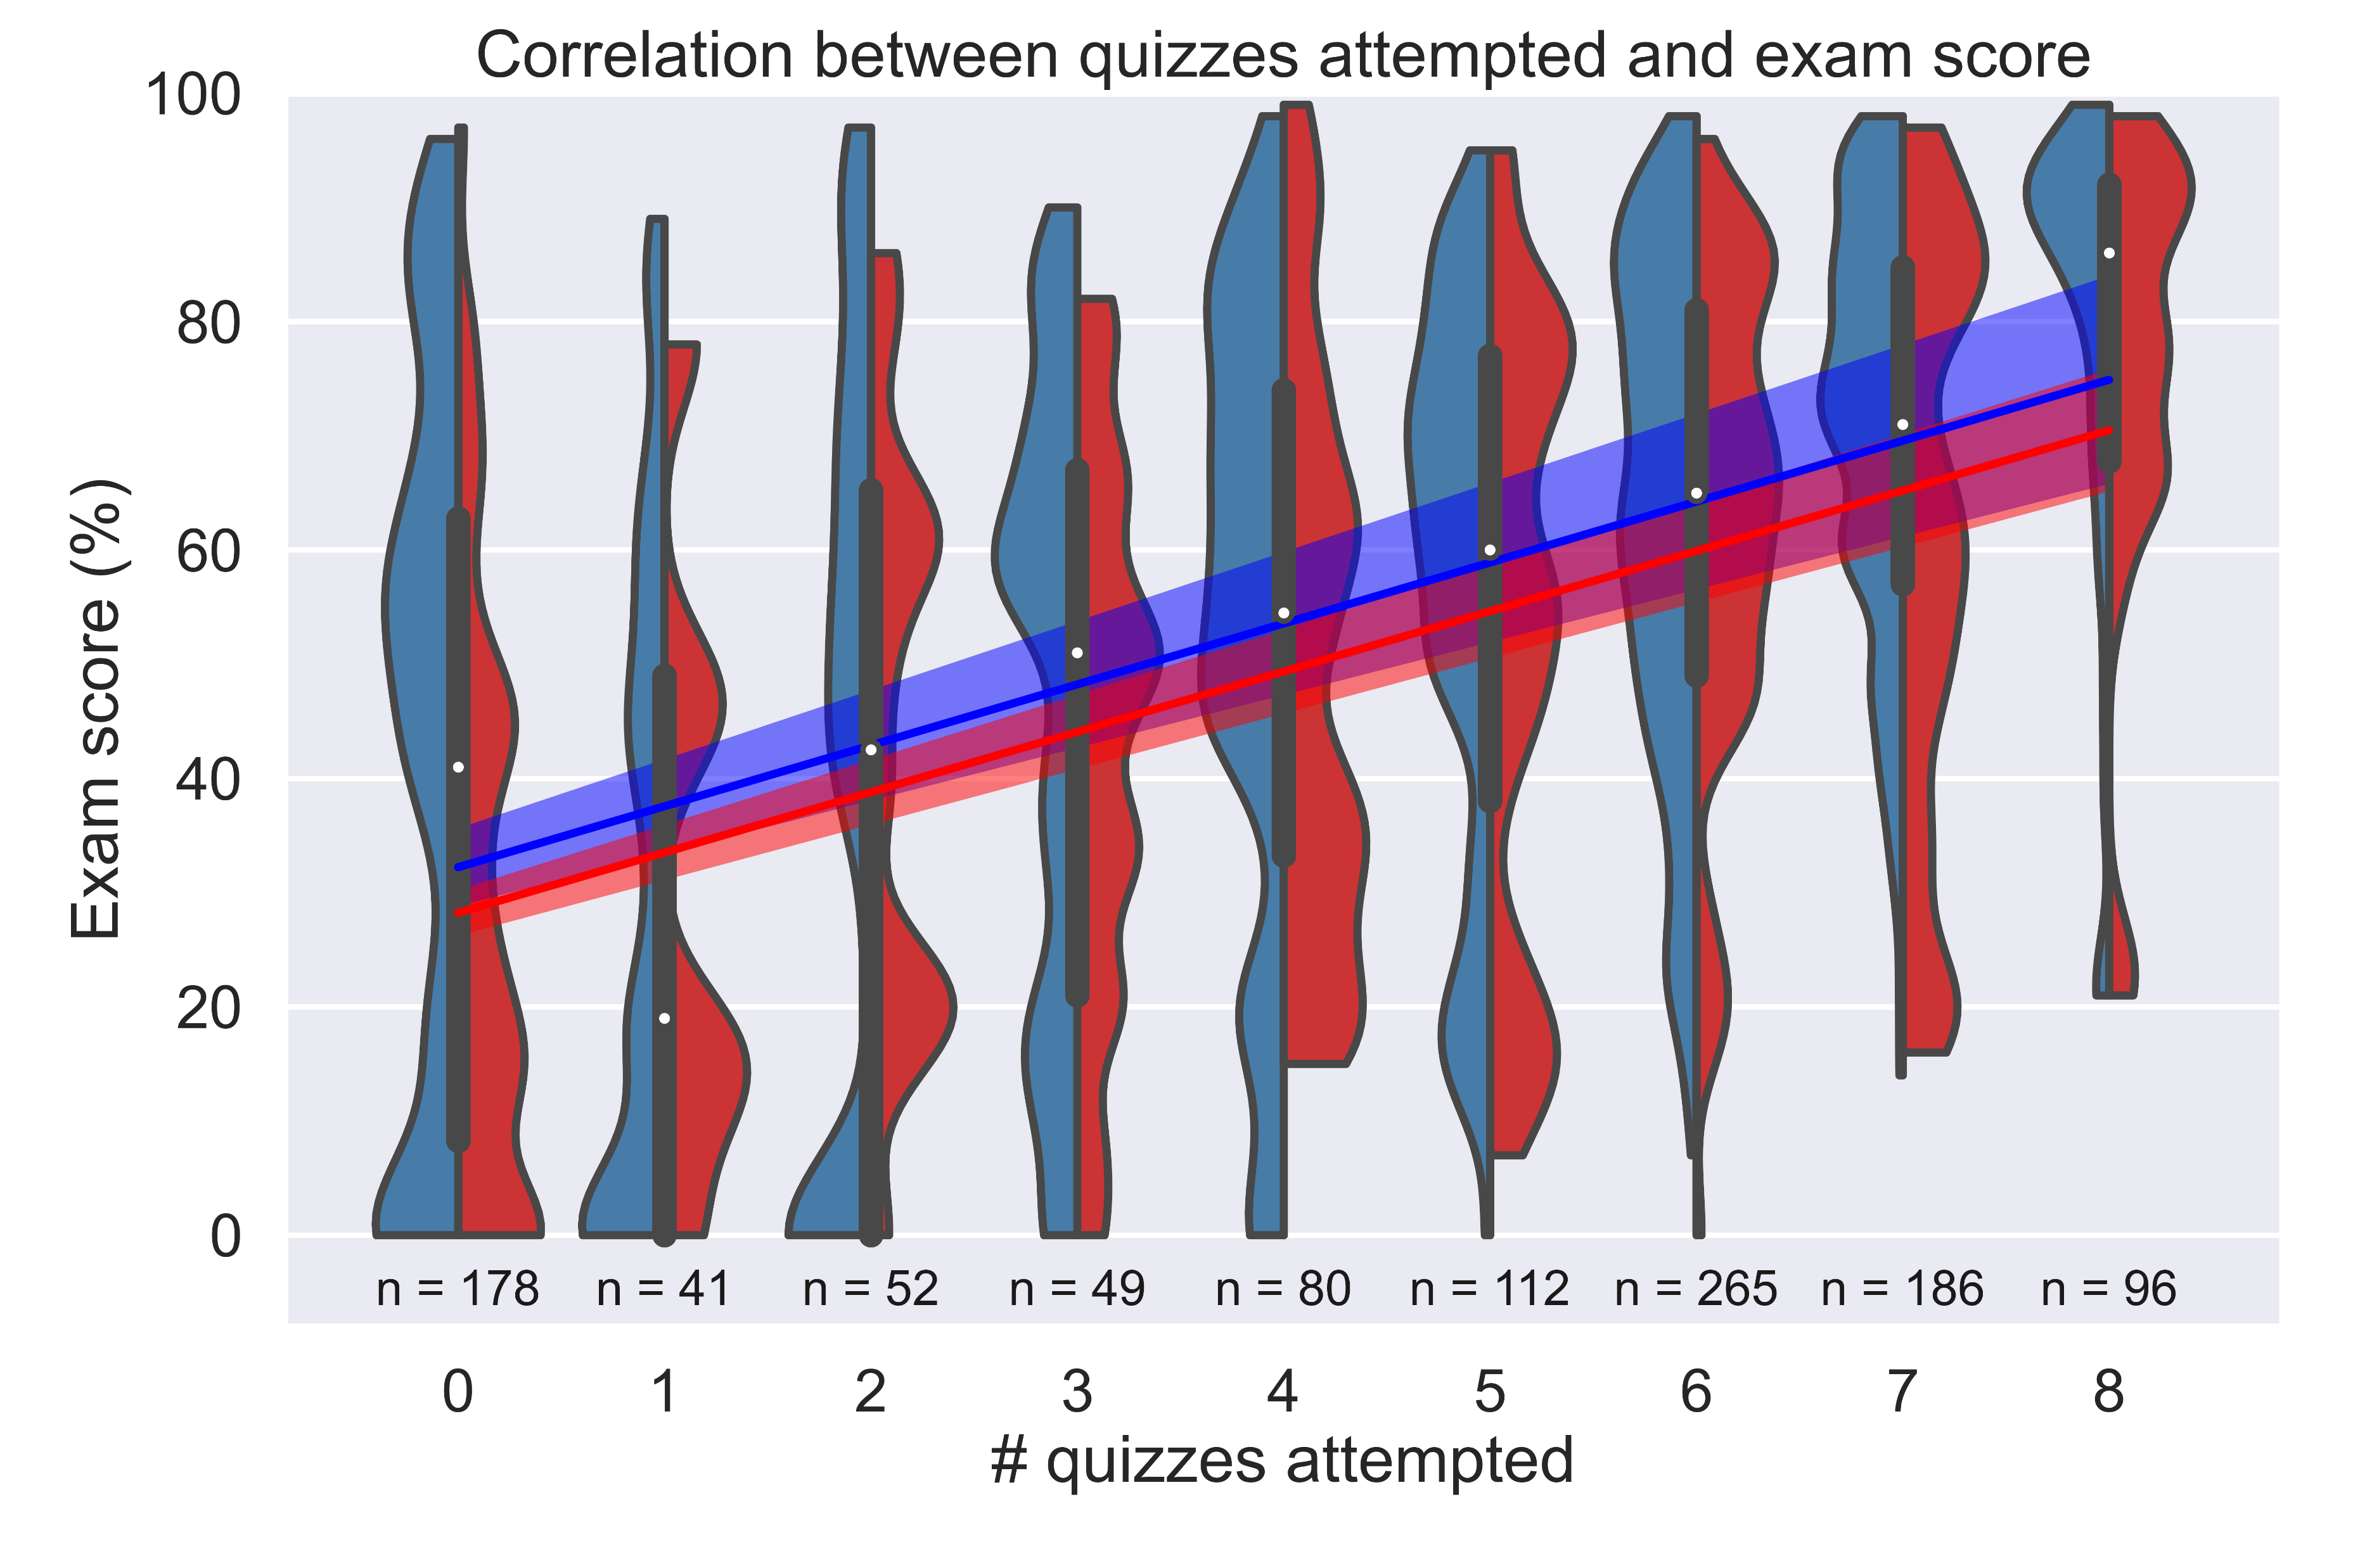 Correlation between quizzes attempted and exam score
100
80
60
40
20
0
Exam score (%)
n = 178 n = 41 n = 52 n = 49 n = 80 n = 112 n = 265 n = 186 n = 96
0 1 2 3 4 5 6 7 8
# quizzes attempted